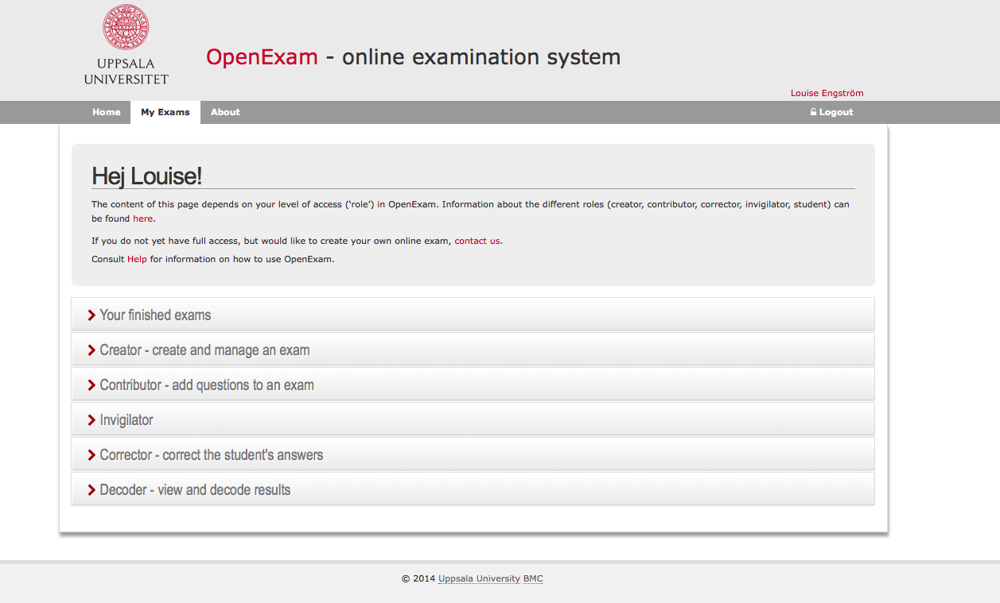 UPPSALA
UNIVERSITET
OpenExam - online examination system
Louise Engström
Home
My Exams
About
Logout
Hej Louise!
The content of this page depends on your level of access (‘role’) in OpenExam. Information about the different roles (creator, contributor, corrector, invigilator, student) can
be found here.
If you do not yet have full access, but would like to create your own online exam, contact us.
Consult Help for information on how to use OpenExam.
Your finished exams
Creator - create and manage an exam
Contributor - add questions to an exam
Invigilator
Corrector - correct the student's answers
Decoder - view and decode results
© 2014 Uppsala University BMC